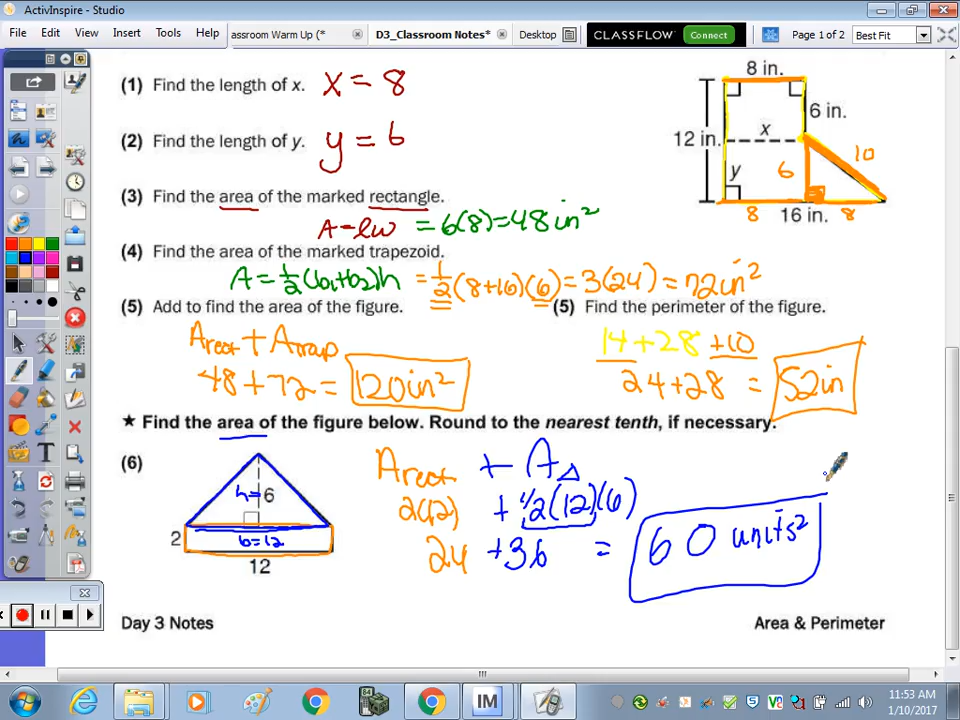 ActivInspire - Studio
File Edit View Insert Tools Help
assroom Warm Up (* D3_Classroom Notes* Desktop CLASSFLOW Connect Page 1 of 2 Best Fit
(1) Find the length of x. x = 8
(2) Find the length of y. y = 6
(3) Find the area of the marked rectangle.
A = lw = 6(8) = 48 in²
(4) Find the area of the marked trapezoid.
A = ½(b₁+b₂)h = ½(8+16)(6) = 3(24) = 72 in²
8 in.
6 in.
12 in. x
y 6 10
8 16 in. 8
(5) Add to find the area of the figure. (5) Find the perimeter of the figure.
Arect + Atrap
48 + 72 = 120 in²
14 + 28 + 10
24 + 28 = 52 in
★ Find the area of the figure below. Round to the nearest tenth, if necessary.
(6)
h = 6
2 b = 12
12
Arect + A△
2(12) + ½(12)(6)
24 + 36 = 60 units²
Day 3 Notes Area & Perimeter
IM
11:53 AM
1/10/2017